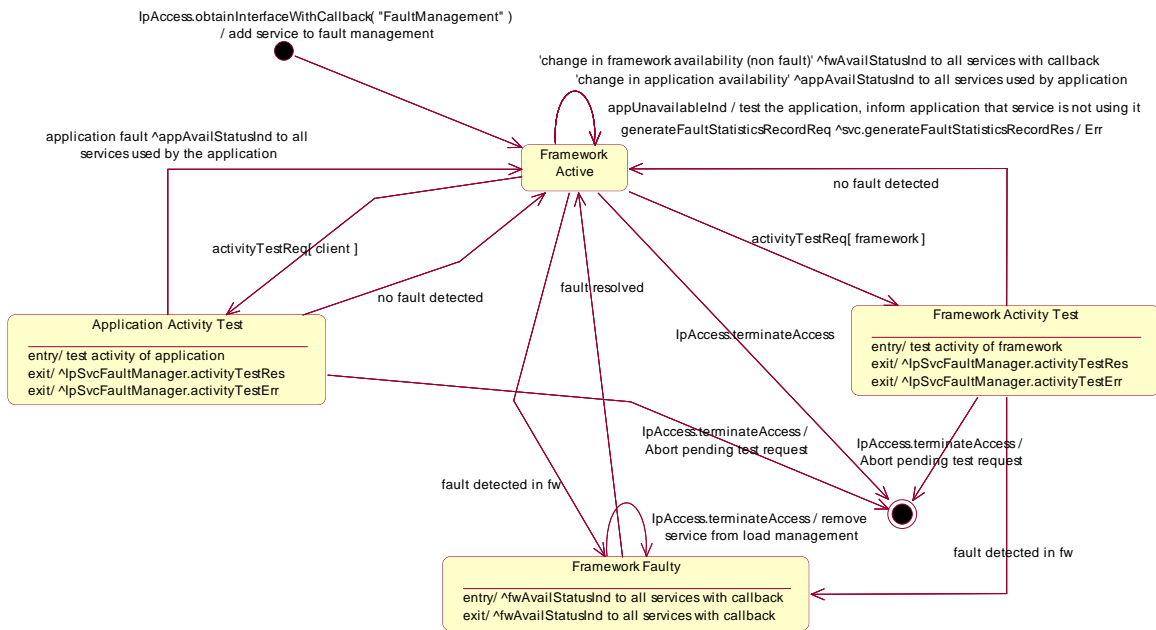 IpAccess.obtainInterfaceWithCallback( "FaultManagement" )
/ add service to fault management
'change in framework availability (non fault)' ^fwAvailStatusInd to all services with callback
'change in application availability' ^appAvailStatusInd to all services used by application
appUnavailableInd / test the application, inform application that service is not using it
generateFaultStatisticsRecordReq ^svc.generateFaultStatisticsRecordRes / Err
application fault ^appAvailStatusInd to all
services used by the application
Framework
Active
no fault detected
activityTestReq[ client ]
activityTestReq[ framework ]
no fault detected
fault resolved
IpAccess.terminateAccess
Application Activity Test
entry/ test activity of application
exit/ ^IpSvcFaultManager.activityTestRes
exit/ ^IpSvcFaultManager.activityTestErr
Framework Activity Test
entry/ test activity of framework
exit/ ^IpSvcFaultManager.activityTestRes
exit/ ^IpSvcFaultManager.activityTestErr
IpAccess.terminateAccess /
Abort pending test request
IpAccess.terminateAccess /
Abort pending test request
fault detected in fw
IpAccess.terminateAccess / remove
service from load management
fault detected in fw
Framework Faulty
entry/ ^fwAvailStatusInd to all services with callback
exit/ ^fwAvailStatusInd to all services with callback